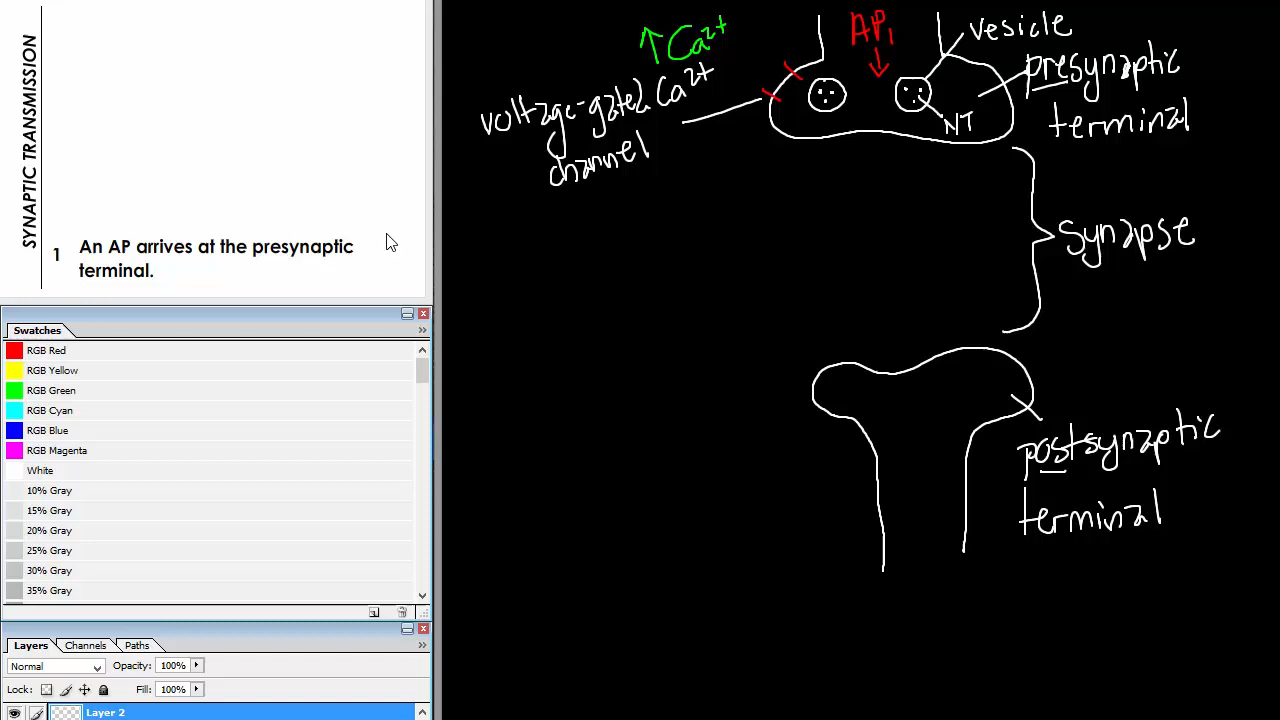 SYNAPTIC TRANSMISSION
1 An AP arrives at the presynaptic
terminal.
Swatches
RGB Red
RGB Yellow
RGB Green
RGB Cyan
RGB Blue
RGB Magenta
White
10% Gray
15% Gray
20% Gray
25% Gray
30% Gray
35% Gray
Layers Channels Paths
Normal Opacity: 100%
Lock: Fill: 100%
Layer 2
↑ Ca2+
voltage-gated Ca2+
channel
AP1
vesicle
presynaptic
terminal
NT
synapse
postsynaptic
terminal